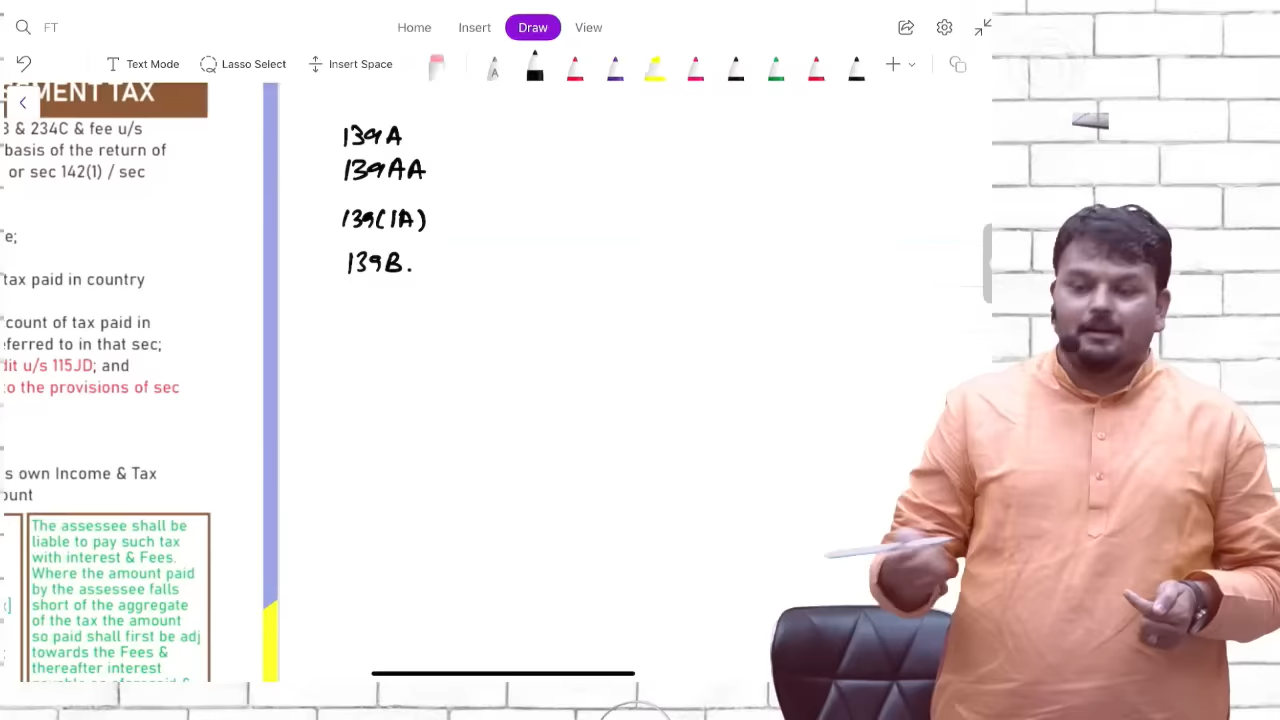 FT
Home Insert Draw View
Text Mode Lasso Select Insert Space
A
MENT TAX
& 234C & fee u/s
basis of the return of
or sec 142(1) / sec
e;
tax paid in country
count of tax paid in
eferred to in that sec;
dit u/s 115JD; and
to the provisions of sec
s own Income & Tax
ount
The assessee shall be
liable to pay such tax
with interest & Fees.
Where the amount paid
by the assessee falls
short of the aggregate
of the tax the amount
so paid shall first be adj
towards the Fees &
thereafter interest
139A
139AA
139(1A)
139B.